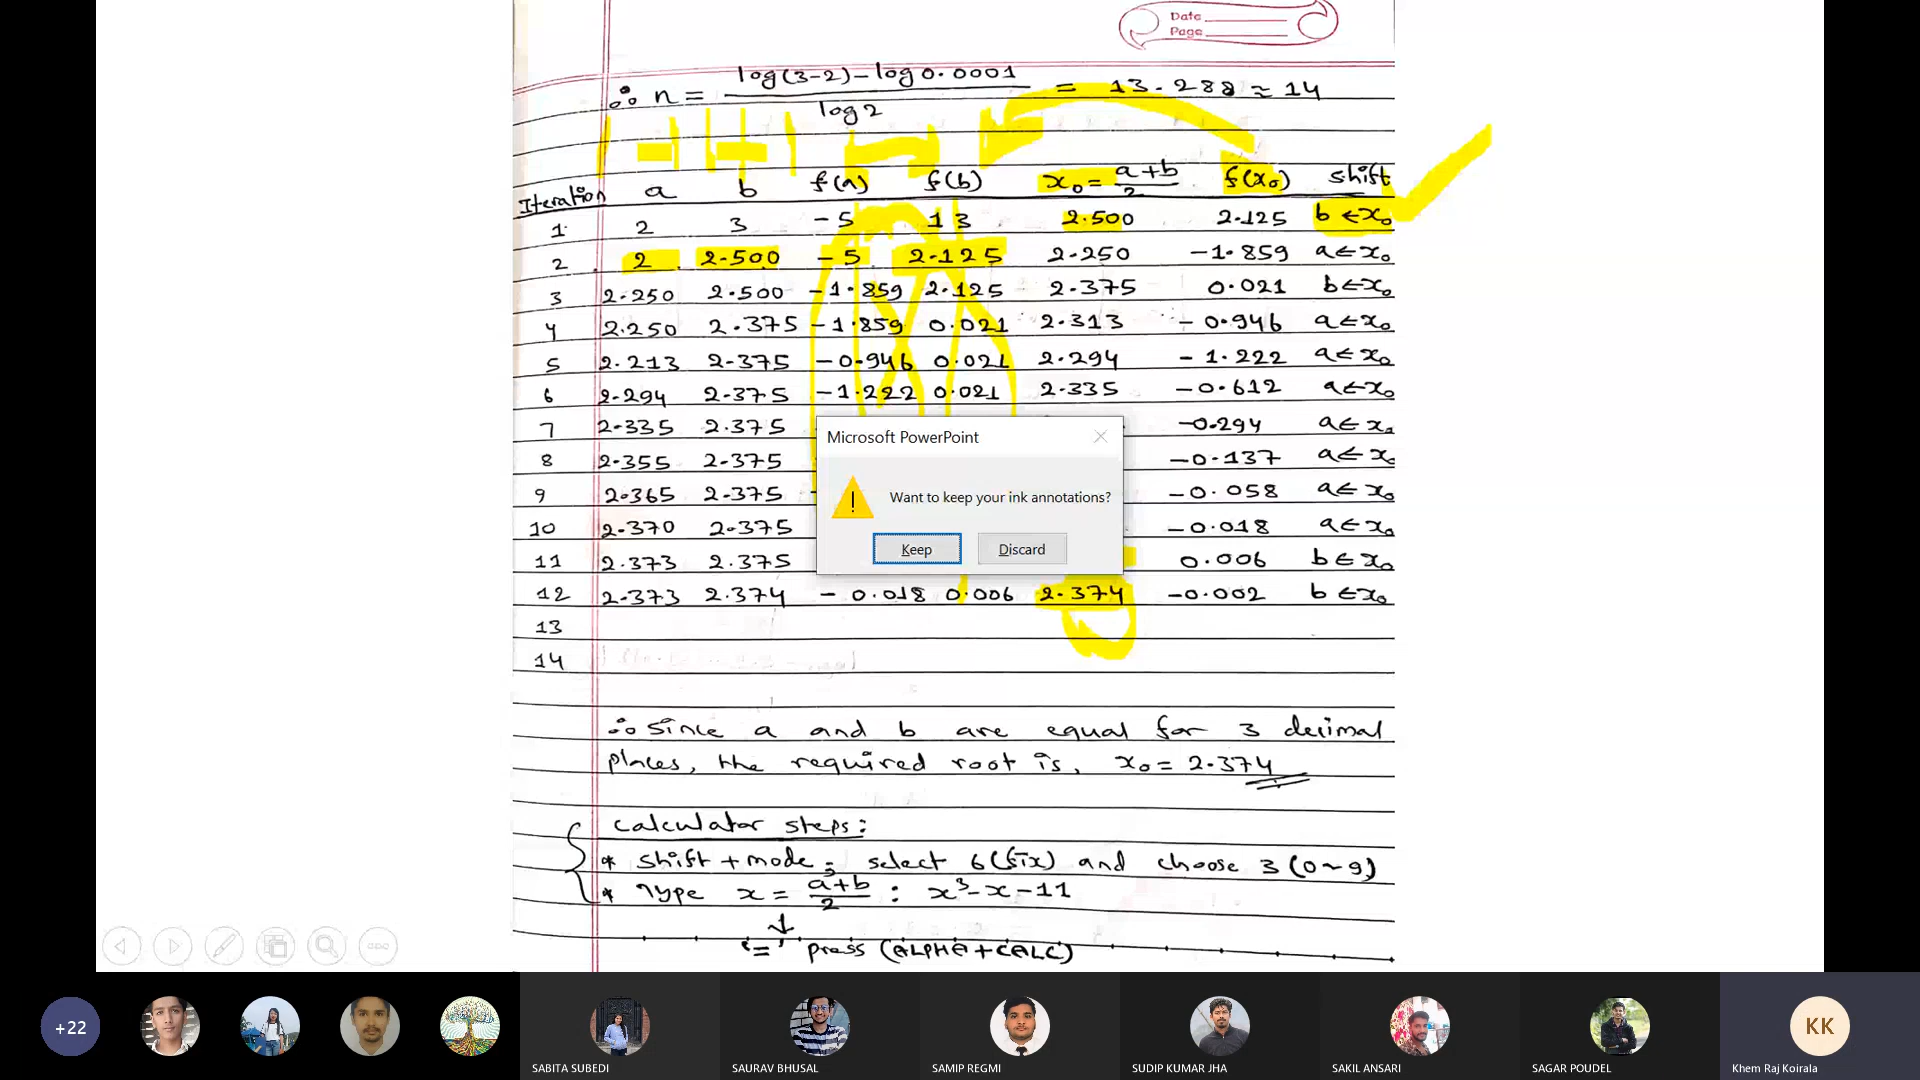 Date
Page
∴ n = log(3-2)-log0.0001 / log2 = 13.288 ≈ 14
Iteration a b f(a) f(b) x₀ = a+b/2 f(x₀) shift
1 2 3 -5 13 2.500 2.125 b←x₀
2 2 2.500 -5 2.125 2.250 -1.859 a←x₀
3 2.250 2.500 -1.859 2.125 2.375 0.021 b←x₀
4 2.250 2.375 -1.859 0.021 2.313 -0.946 a←x₀
5 2.213 2.375 -0.946 0.021 2.294 -1.222 a←x₀
6 2.294 2.375 -1.222 0.021 2.335 -0.612 a←x₀
7 2.335 2.375 -0.294 a←x₀
8 2.355 2.375 -0.137 a←x₀
9 2.365 2.375 -0.058 a←x₀
10 2.370 2.375 -0.018 a←x₀
11 2.373 2.375 0.006 b←x₀
12 2.373 2.374 -0.018 0.006 2.374 -0.002 b←x₀
13
14
∴ Since a and b are equal for 3 decimal
places, the required root is, x₀ = 2.374
Calculator steps:
* Shift + mode; select 6(six) and choose 3 (0~9)
* Type x = a+b/2 : x³-x-11
↓
'=' press (ALPHA + CALC)
Microsoft PowerPoint
Want to keep your ink annotations?
Keep Discard
+22
SABITA SUBEDI
SAURAV BHUSAL
SAMIP REGMI
SUDIP KUMAR JHA
SAKIL ANSARI
SAGAR POUDEL
KK
Khem Raj Koirala